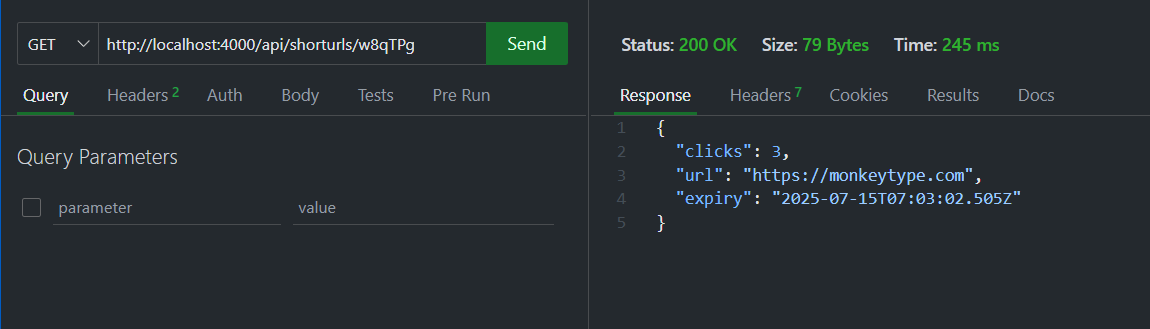 GET http://localhost:4000/api/shorturls/w8qTPg Send
Query Headers 2 Auth Body Tests Pre Run
Query Parameters
parameter value
Status: 200 OK Size: 79 Bytes Time: 245 ms
Response Headers 7 Cookies Results Docs
1 {
2 "clicks": 3,
3 "url": "https://monkeytype.com",
4 "expiry": "2025-07-15T07:03:02.505Z"
5 }